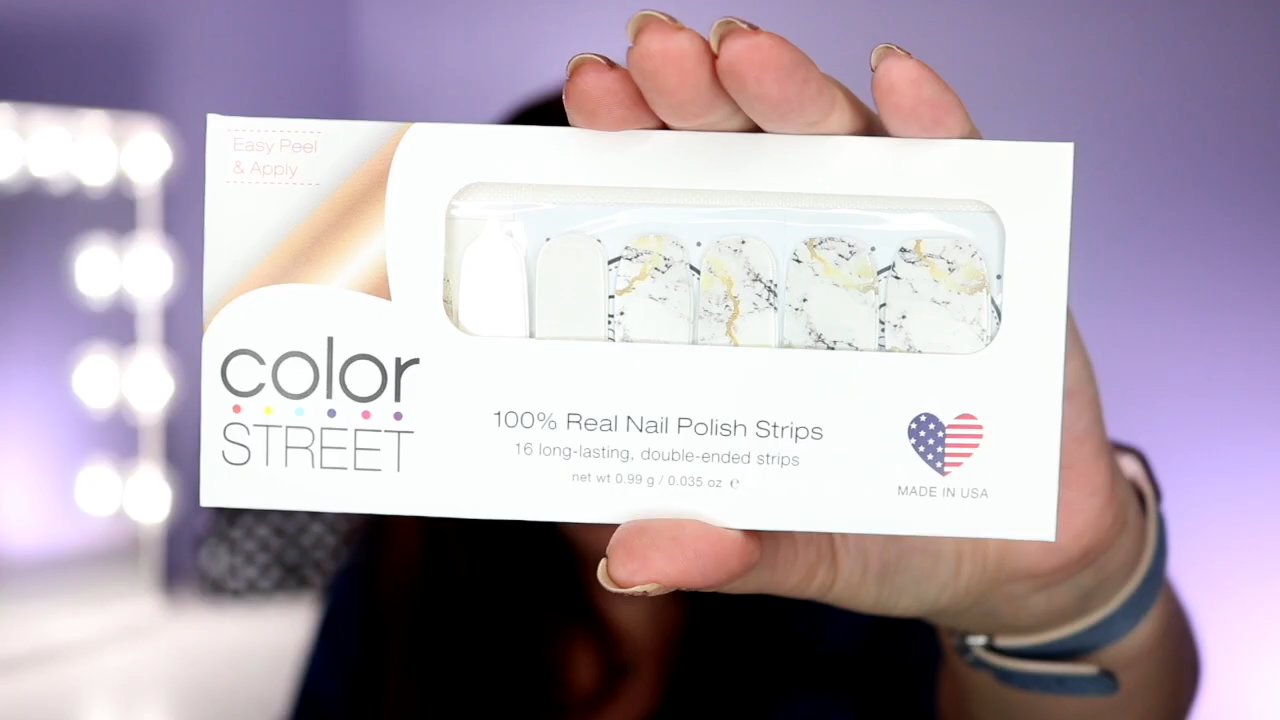 Easy Peel
& Apply
color
STREET
100% Real Nail Polish Strips
16 long-lasting, double-ended strips
net wt 0.99 g / 0.035 oz ℮
MADE IN USA